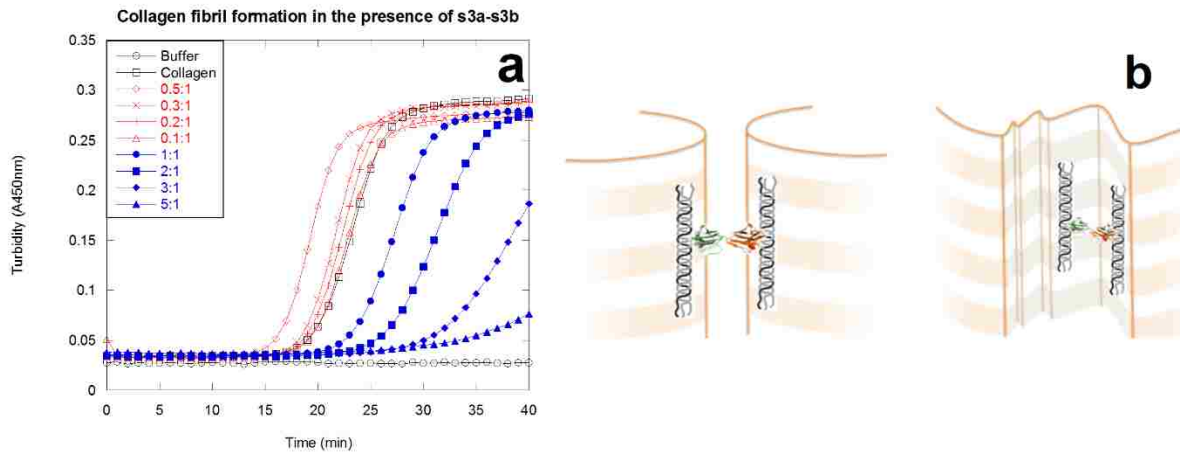 Collagen fibril formation in the presence of s3a-s3b
a
b
0.35
0.3
0.25
0.2
0.15
0.1
0.05
0
Turbidity (A450nm)
Buffer
Collagen
0.5:1
0.3:1
0.2:1
0.1:1
1:1
2:1
3:1
5:1
0 5 10 15 20 25 30 35 40
Time (min)